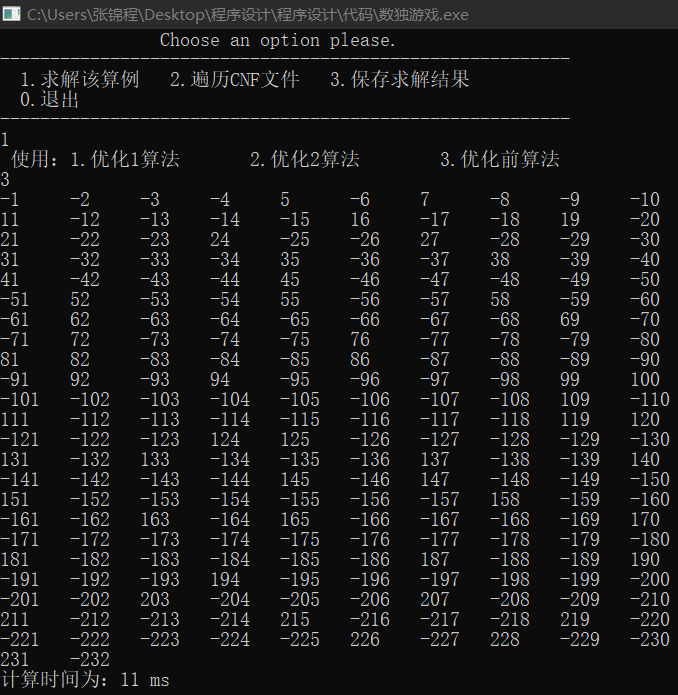 C:\Users\张锦程\Desktop\程序设计\程序设计\代码\数独游戏.exe
Choose an option please.
---------------------------------------------------------
1.求解该算例 2.遍历CNF文件 3.保存求解结果
0.退出
---------------------------------------------------------
1
使用：1.优化1算法 2.优化2算法 3.优化前算法
3
-1 -2 -3 -4 5 -6 7 -8 -9 -10
11 -12 -13 -14 -15 16 -17 -18 19 -20
21 -22 -23 24 -25 -26 27 -28 -29 -30
31 -32 -33 -34 35 -36 -37 38 -39 -40
41 -42 -43 -44 45 -46 -47 -48 -49 -50
-51 52 -53 -54 55 -56 -57 58 -59 -60
-61 62 -63 -64 -65 -66 -67 -68 69 -70
-71 72 -73 -74 -75 76 -77 -78 -79 -80
81 82 -83 -84 -85 86 -87 -88 -89 -90
-91 92 -93 94 -95 -96 -97 -98 99 100
-101 -102 -103 -104 -105 -106 -107 -108 109 -110
111 -112 -113 -114 -115 -116 -117 -118 119 120
-121 -122 -123 124 125 -126 -127 -128 -129 -130
131 -132 133 -134 -135 -136 137 -138 -139 140
-141 -142 -143 -144 145 -146 147 -148 -149 -150
151 -152 -153 -154 -155 -156 -157 158 -159 -160
-161 -162 163 -164 165 -166 -167 -168 -169 170
-171 -172 -173 -174 -175 -176 -177 -178 -179 -180
181 -182 -183 -184 -185 -186 187 -188 -189 190
-191 -192 -193 194 -195 -196 -197 -198 -199 -200
-201 -202 203 -204 -205 -206 207 -208 -209 -210
211 -212 -213 -214 215 -216 -217 -218 219 -220
-221 -222 -223 -224 -225 226 -227 228 -229 -230
231 -232
计算时间为：11 ms